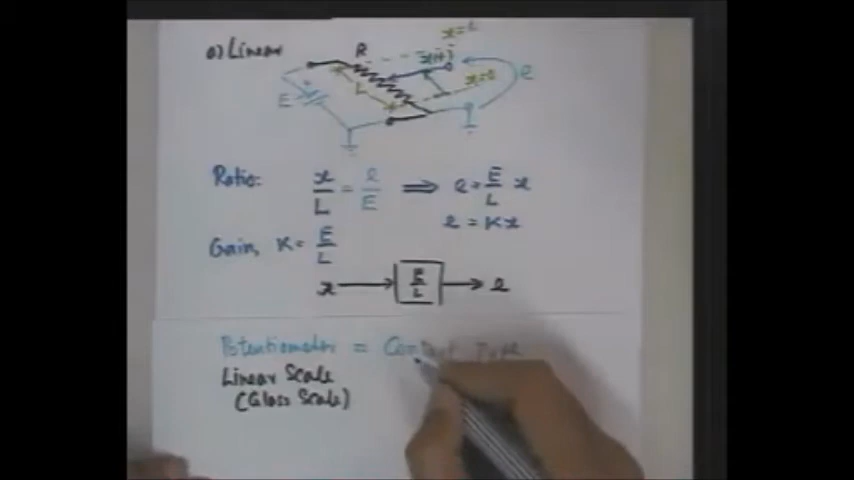 a) Linear
R
x=L
x(t)
x=0
L
e
+
E
Ratio: x/L = e/E ⟹ e = E/L x
e = Kx
Gain, K = E/L
x → E/L → e
Potentiometer = Contact Type
Linear Scale
(Glass Scale)